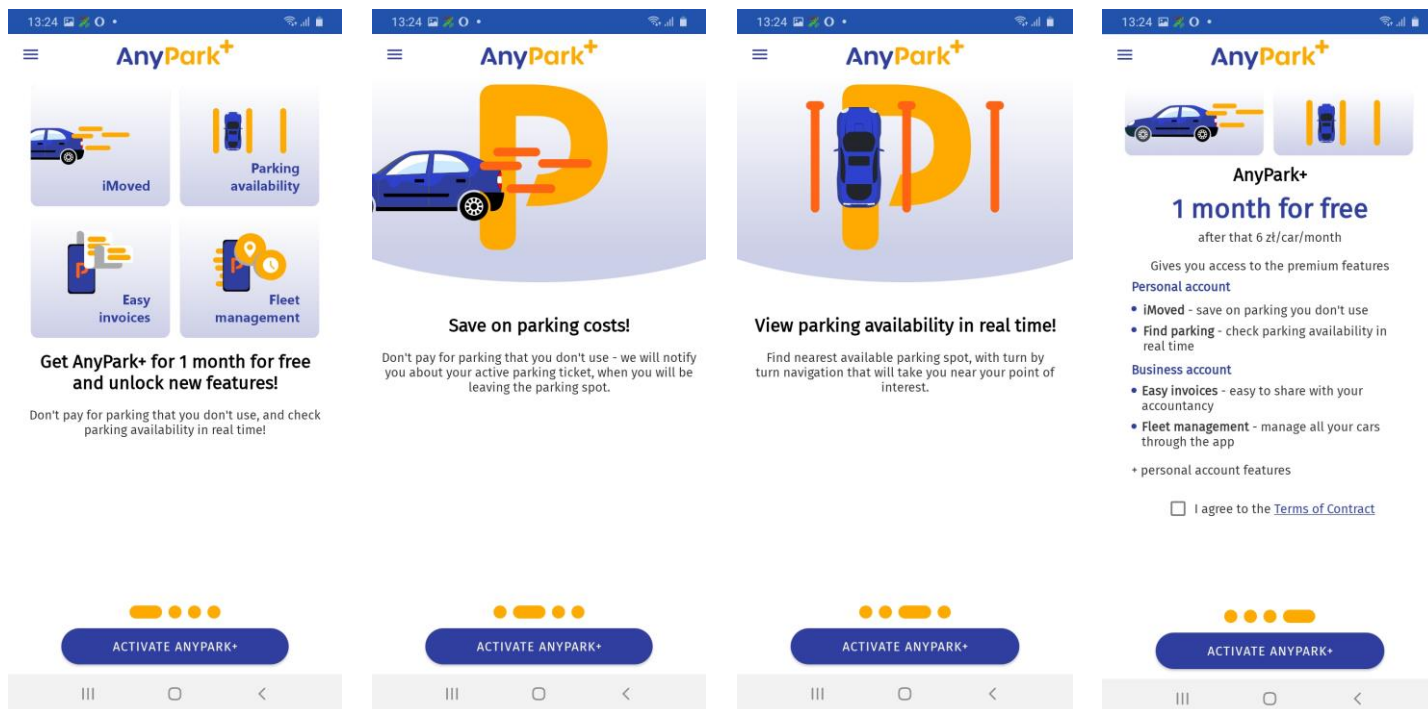 13:24
AnyPark+
iMoved
Parking
availability
P
Easy
invoices
P
Fleet
management
Get AnyPark+ for 1 month for free
and unlock new features!
Don't pay for parking that you don't use, and check
parking availability in real time!
ACTIVATE ANYPARK+
13:24
AnyPark+
P
Save on parking costs!
Don't pay for parking that you don't use - we will notify
you about your active parking ticket, when you will be
leaving the parking spot.
ACTIVATE ANYPARK+
13:24
AnyPark+
P
View parking availability in real time!
Find nearest available parking spot, with turn by
turn navigation that will take you near your point of
interest.
ACTIVATE ANYPARK+
13:24
AnyPark+
AnyPark+
1 month for free
after that 6 zł/car/month
Gives you access to the premium features
Personal account
• iMoved - save on parking you don't use
• Find parking - check parking availability in
real time
Business account
• Easy invoices - easy to share with your
accountancy
• Fleet management - manage all your cars
through the app
+ personal account features
I agree to the Terms of Contract
ACTIVATE ANYPARK+